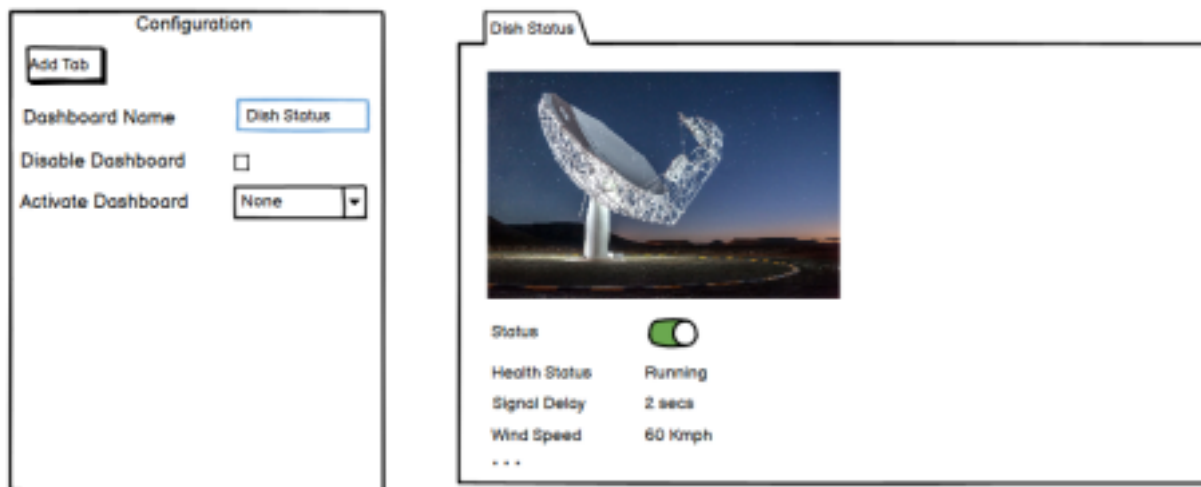 Configuration
Add Tab
Dashboard Name Dish Status
Disable Dashboard
Activate Dashboard None
Dish Status
Status
Health Status Running
Signal Delay 2 secs
Wind Speed 60 Kmph
...